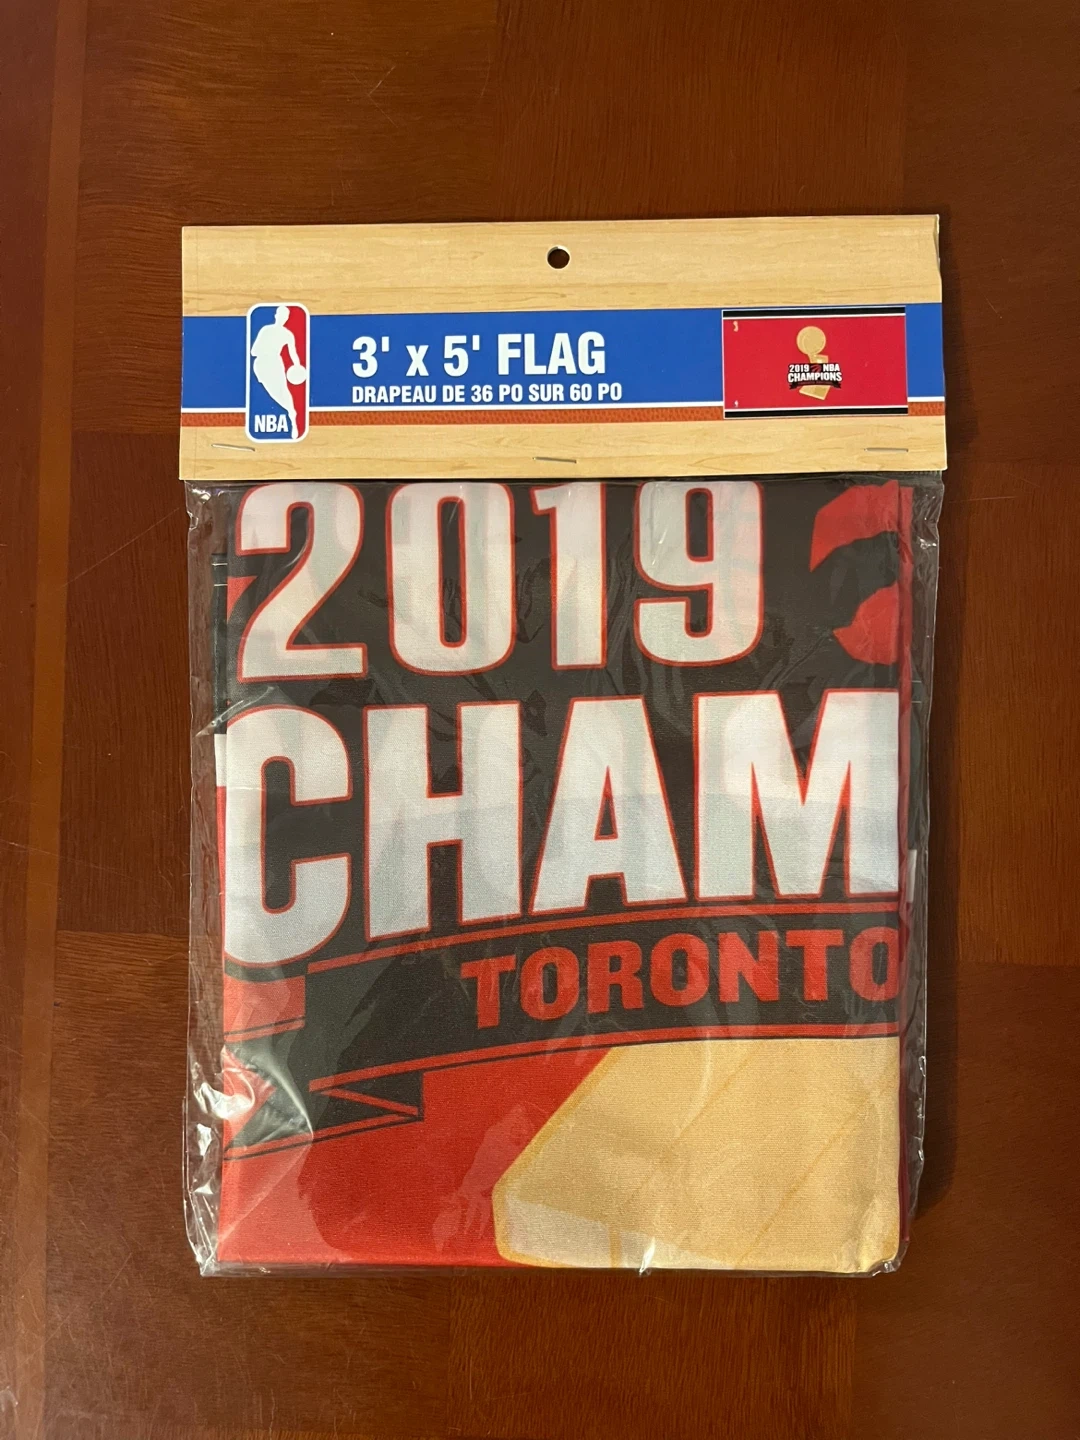 3' x 5' FLAG
DRAPEAU DE 36 PO SUR 60 PO
NBA
2019 NBA
CHAMPIONS
2019
CHAM
TORONTO